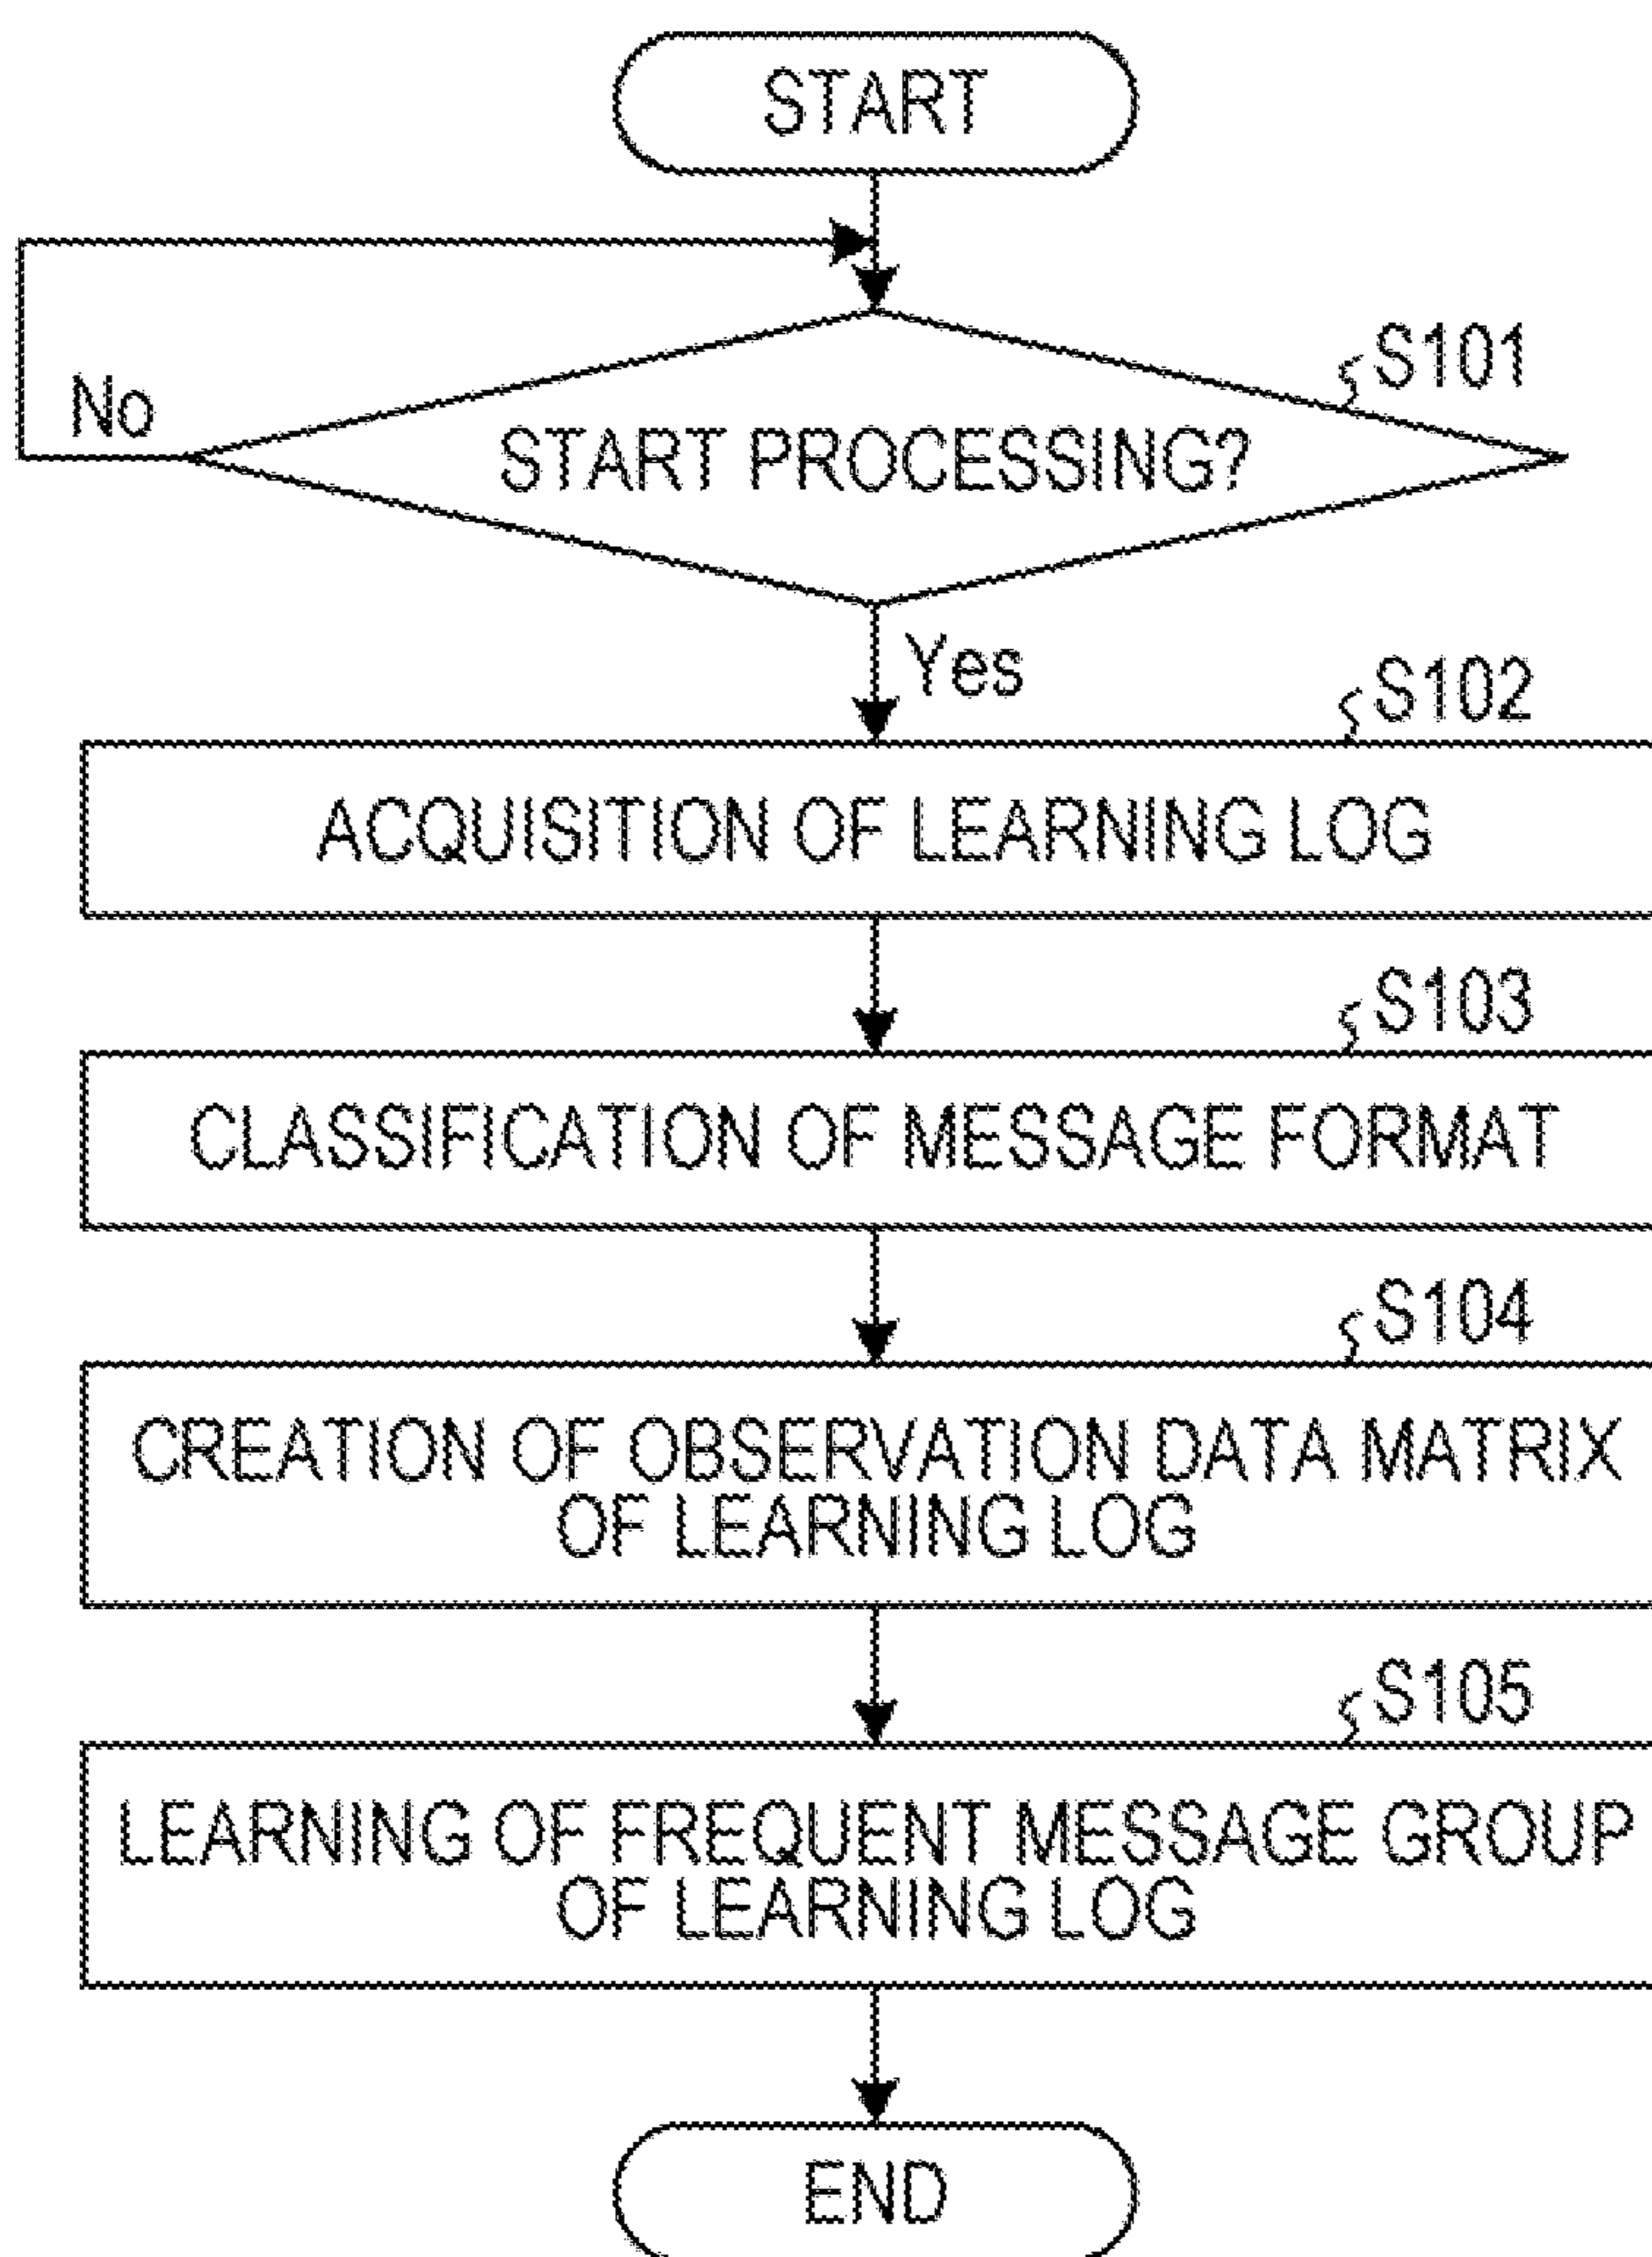 START
S101
No
START PROCESSING?
Yes
S102
ACQUISITION OF LEARNING LOG
S103
CLASSIFICATION OF MESSAGE FORMAT
S104
CREATION OF OBSERVATION DATA MATRIX
OF LEARNING LOG
S105
LEARNING OF FREQUENT MESSAGE GROUP
OF LEARNING LOG
END